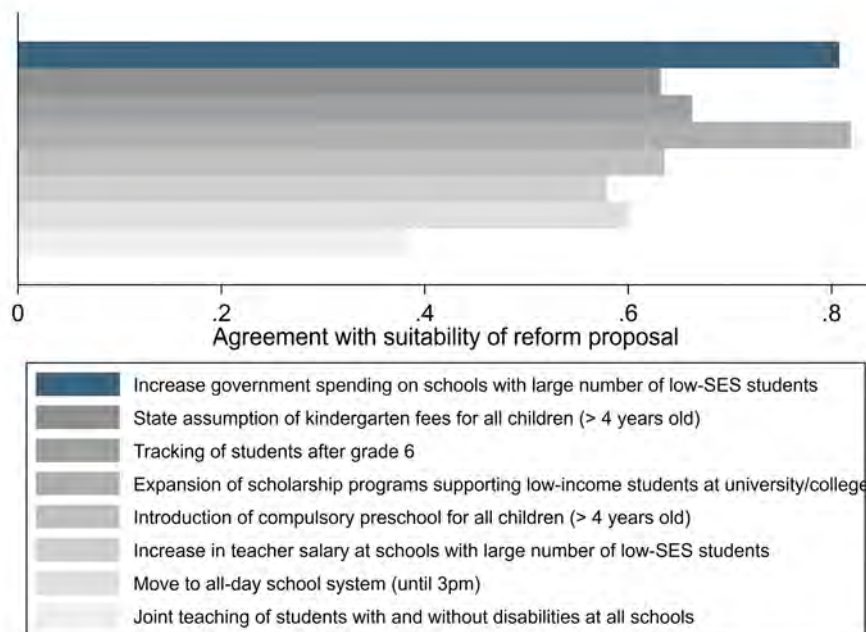 0 .2 .4 .6 .8
Agreement with suitability of reform proposal
Increase government spending on schools with large number of low-SES students
State assumption of kindergarten fees for all children (> 4 years old)
Tracking of students after grade 6
Expansion of scholarship programs supporting low-income students at university/college
Introduction of compulsory preschool for all children (> 4 years old)
Increase in teacher salary at schools with large number of low-SES students
Move to all-day school system (until 3pm)
Joint teaching of students with and without disabilities at all schools